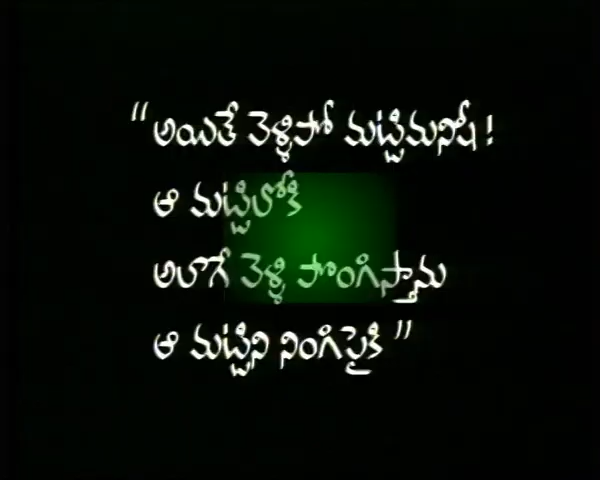 "అయితే వెళ్ళిపో మట్టిమనిషీ!
ఆ మట్టిలోకి
అలాగే వెళ్ళి పొంగిస్తాను
ఆ మట్టిని నింగిపైకి"